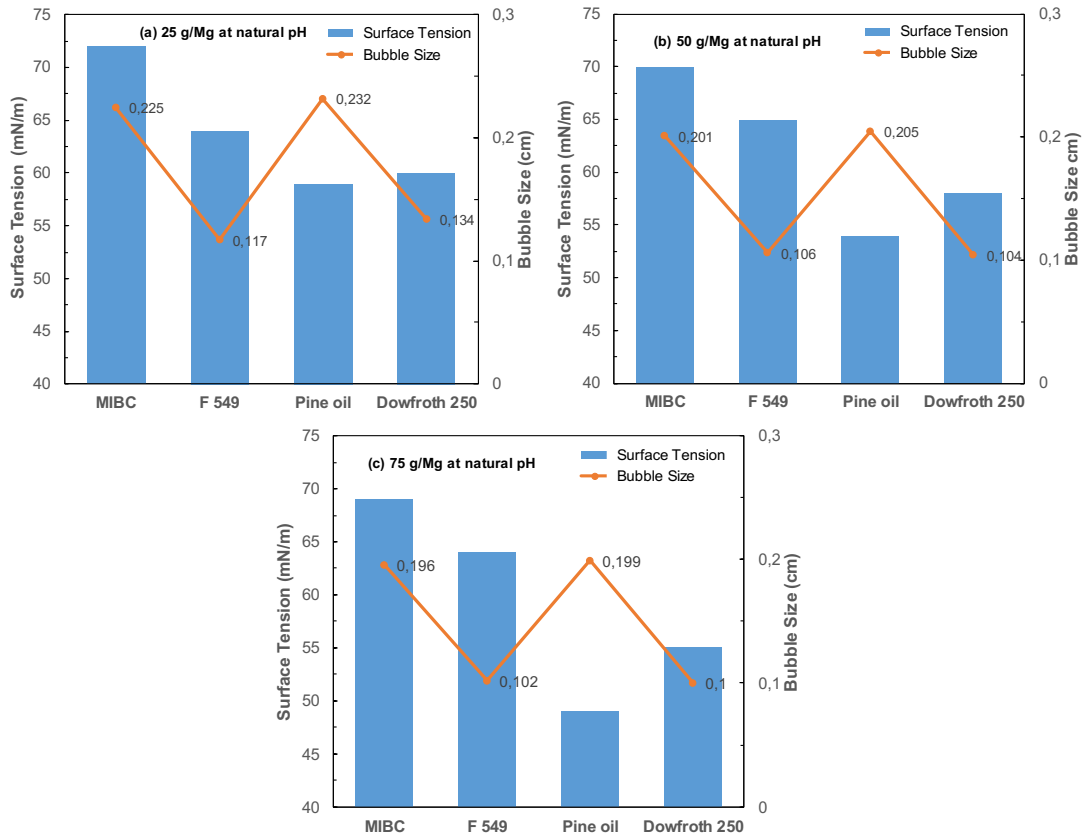 (a) 25 g/Mg at natural pH
Surface Tension
Bubble Size
Surface Tension (mN/m)
75
70
65
60
55
50
45
40
0,3
0,2
0,1
0
Bubble Size (cm)
0,225
0,117
0,232
0,134
MIBC
F 549
Pine oil
Dowfroth 250
(b) 50 g/Mg at natural pH
Surface Tension
Bubble Size
Surface Tension (mN/m)
75
70
65
60
55
50
45
40
0,3
0,2
0,1
0
Bubble Size (cm)
0,201
0,106
0,205
0,104
MIBC
F 549
Pine oil
Dowfroth 250
(c) 75 g/Mg at natural pH
Surface Tension
Bubble Size
Surface Tension (mN/m)
75
70
65
60
55
50
45
40
0,3
0,2
0,1
0
Bubble Size (cm)
0,196
0,102
0,199
0,1
MIBC
F 549
Pine oil
Dowfroth 250